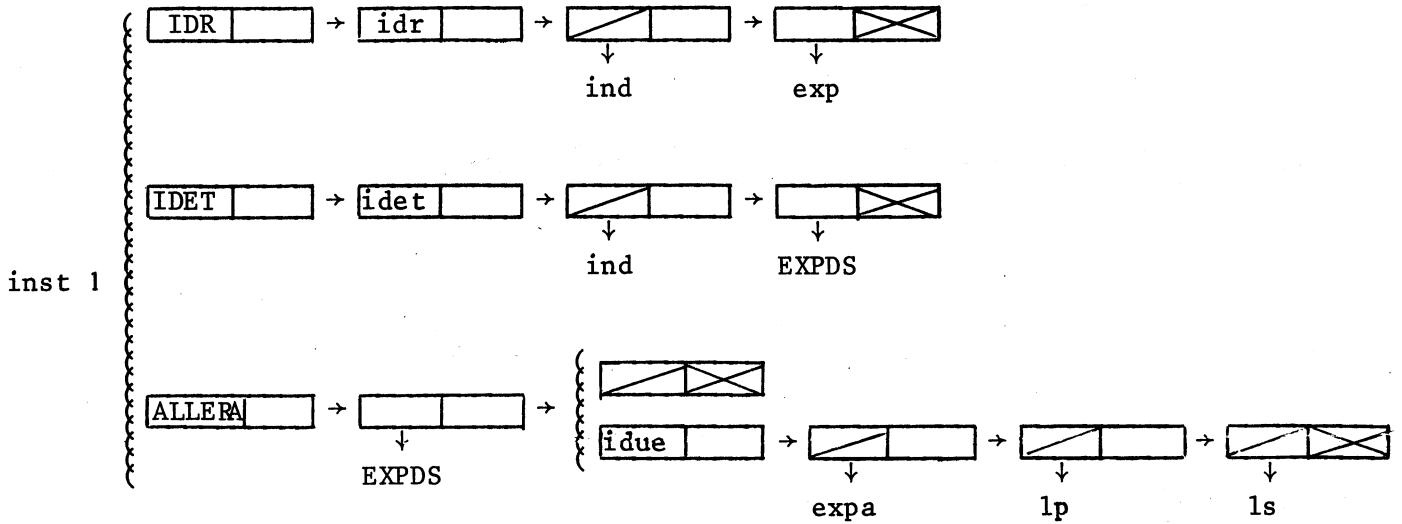 IDR → idr → → →
↓ ↓
ind exp
IDET → idet → →
↓ ↓
ind EXPDS
inst 1
ALLERA → →
↓
EXPDS
idue → → →
↓ ↓ ↓
expa lp ls